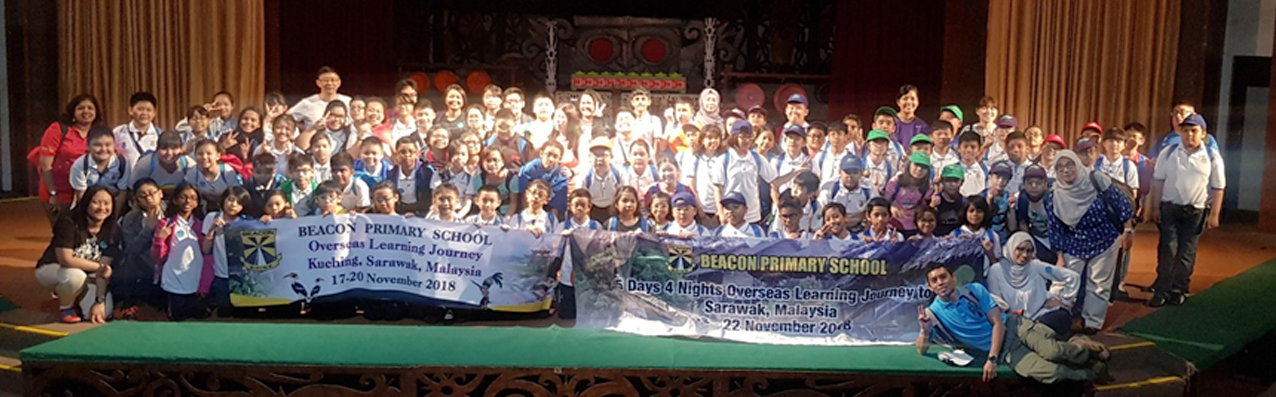 BEACON PRIMARY SCHOOL
Overseas Learning Journey
Kuching, Sarawak, Malaysia
17-20 November 2018
BEACON PRIMARY SCHOOL
5 Days 4 Nights Overseas Learning Journey to
Sarawak, Malaysia
22 November 2018